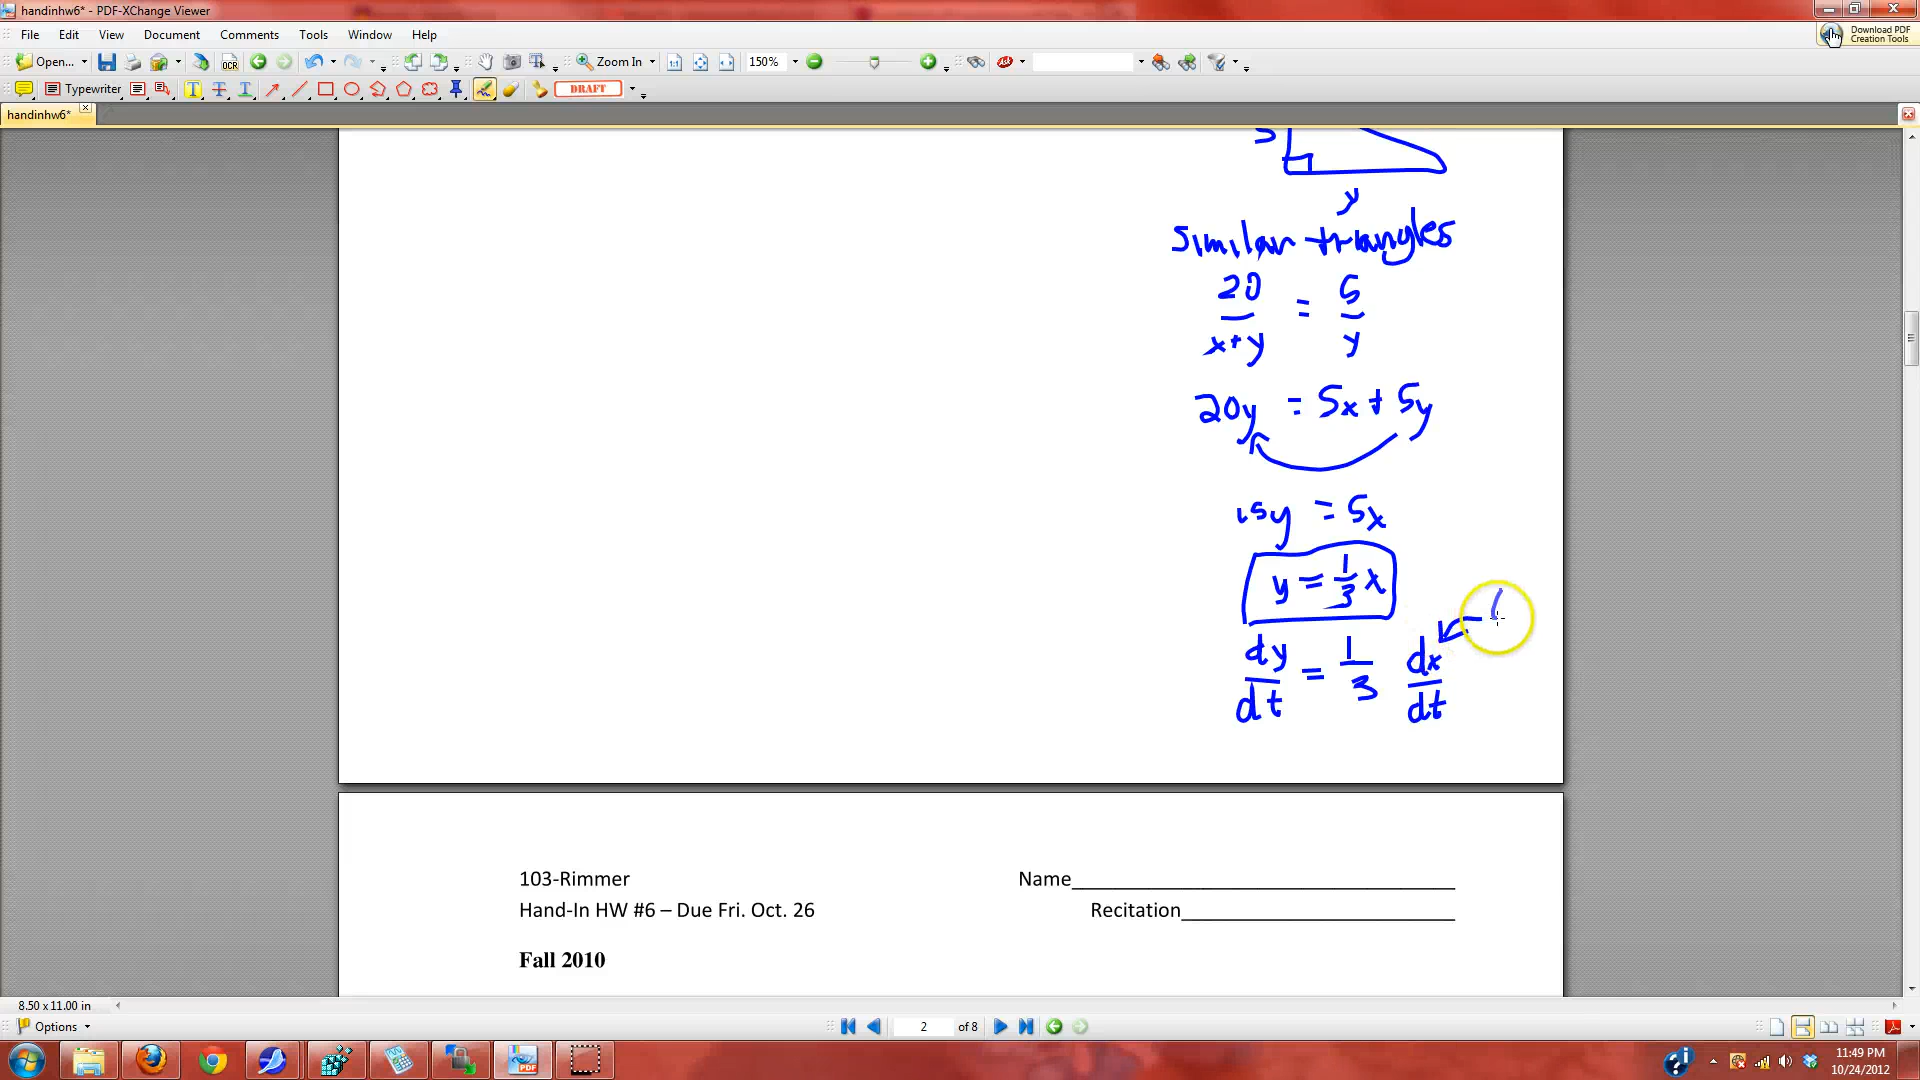 handinhw6* - PDF-XChange Viewer
File Edit View Document Comments Tools Window Help
Download PDF Creation Tools
Open... OCR Zoom In 150%
Typewriter T T T DRAFT
handinhw6*
5
y
Similar triangles
20/x+y = 5/y
20y = 5x + 5y
15y = 5x
y = 1/3 x
dy/dt = 1/3 dx/dt
103-Rimmer Name
Hand-In HW #6 – Due Fri. Oct. 26 Recitation
Fall 2010
8.50 x 11.00 in
Options 2 of 8
PDF
11:49 PM
10/24/2012